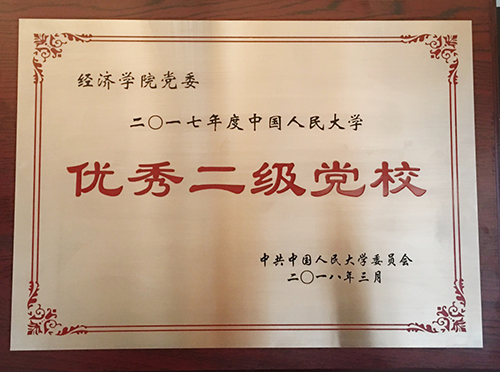 经济学院党委
二〇一七年度中国人民大学
优秀二级党校
中共中国人民大学委员会
二〇一八年三月